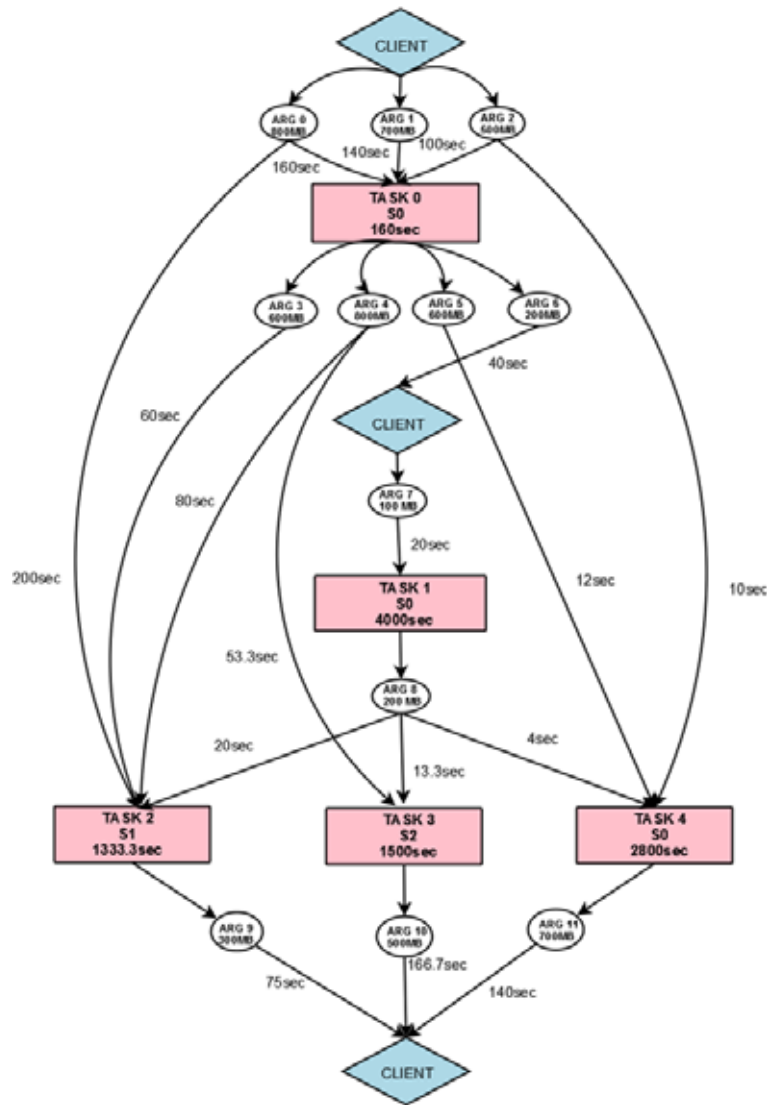 CLIENT
ARG 0
800MB
ARG 1
700MB
ARG 2
500MB
160sec
140sec
100sec
TASK 0
S0
160sec
ARG 3
600MB
ARG 4
800MB
ARG 5
600MB
ARG 6
200MB
40sec
60sec
CLIENT
80sec
ARG 7
100 MB
20sec
200sec
12sec
10sec
TASK 1
S0
4000sec
53.3sec
ARG 8
200 MB
20sec
13.3sec
4sec
TASK 2
S1
1333.3sec
TASK 3
S2
1500sec
TASK 4
S0
2800sec
ARG 9
300MB
ARG 10
500MB
ARG 11
700MB
75sec
166.7sec
140sec
CLIENT